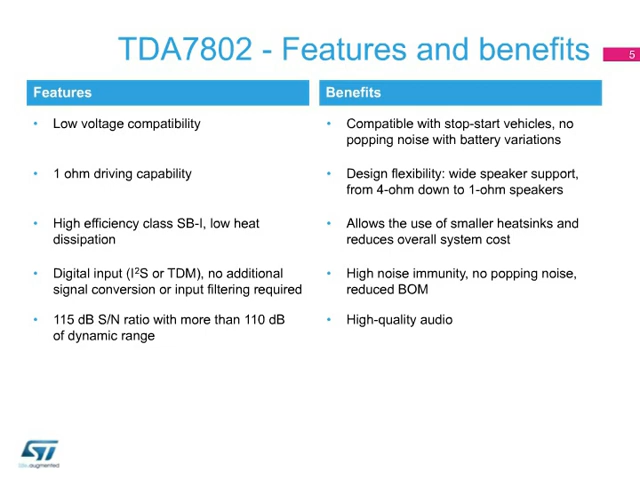 TDA7802 - Features and benefits
5
Features
Benefits
• Low voltage compatibility
• Compatible with stop-start vehicles, no
popping noise with battery variations
• 1 ohm driving capability
• Design flexibility: wide speaker support,
from 4-ohm down to 1-ohm speakers
• High efficiency class SB-I, low heat
dissipation
• Allows the use of smaller heatsinks and
reduces overall system cost
• Digital input (I²S or TDM), no additional
signal conversion or input filtering required
• High noise immunity, no popping noise,
reduced BOM
• 115 dB S/N ratio with more than 110 dB
of dynamic range
• High-quality audio
ST
life.augmented